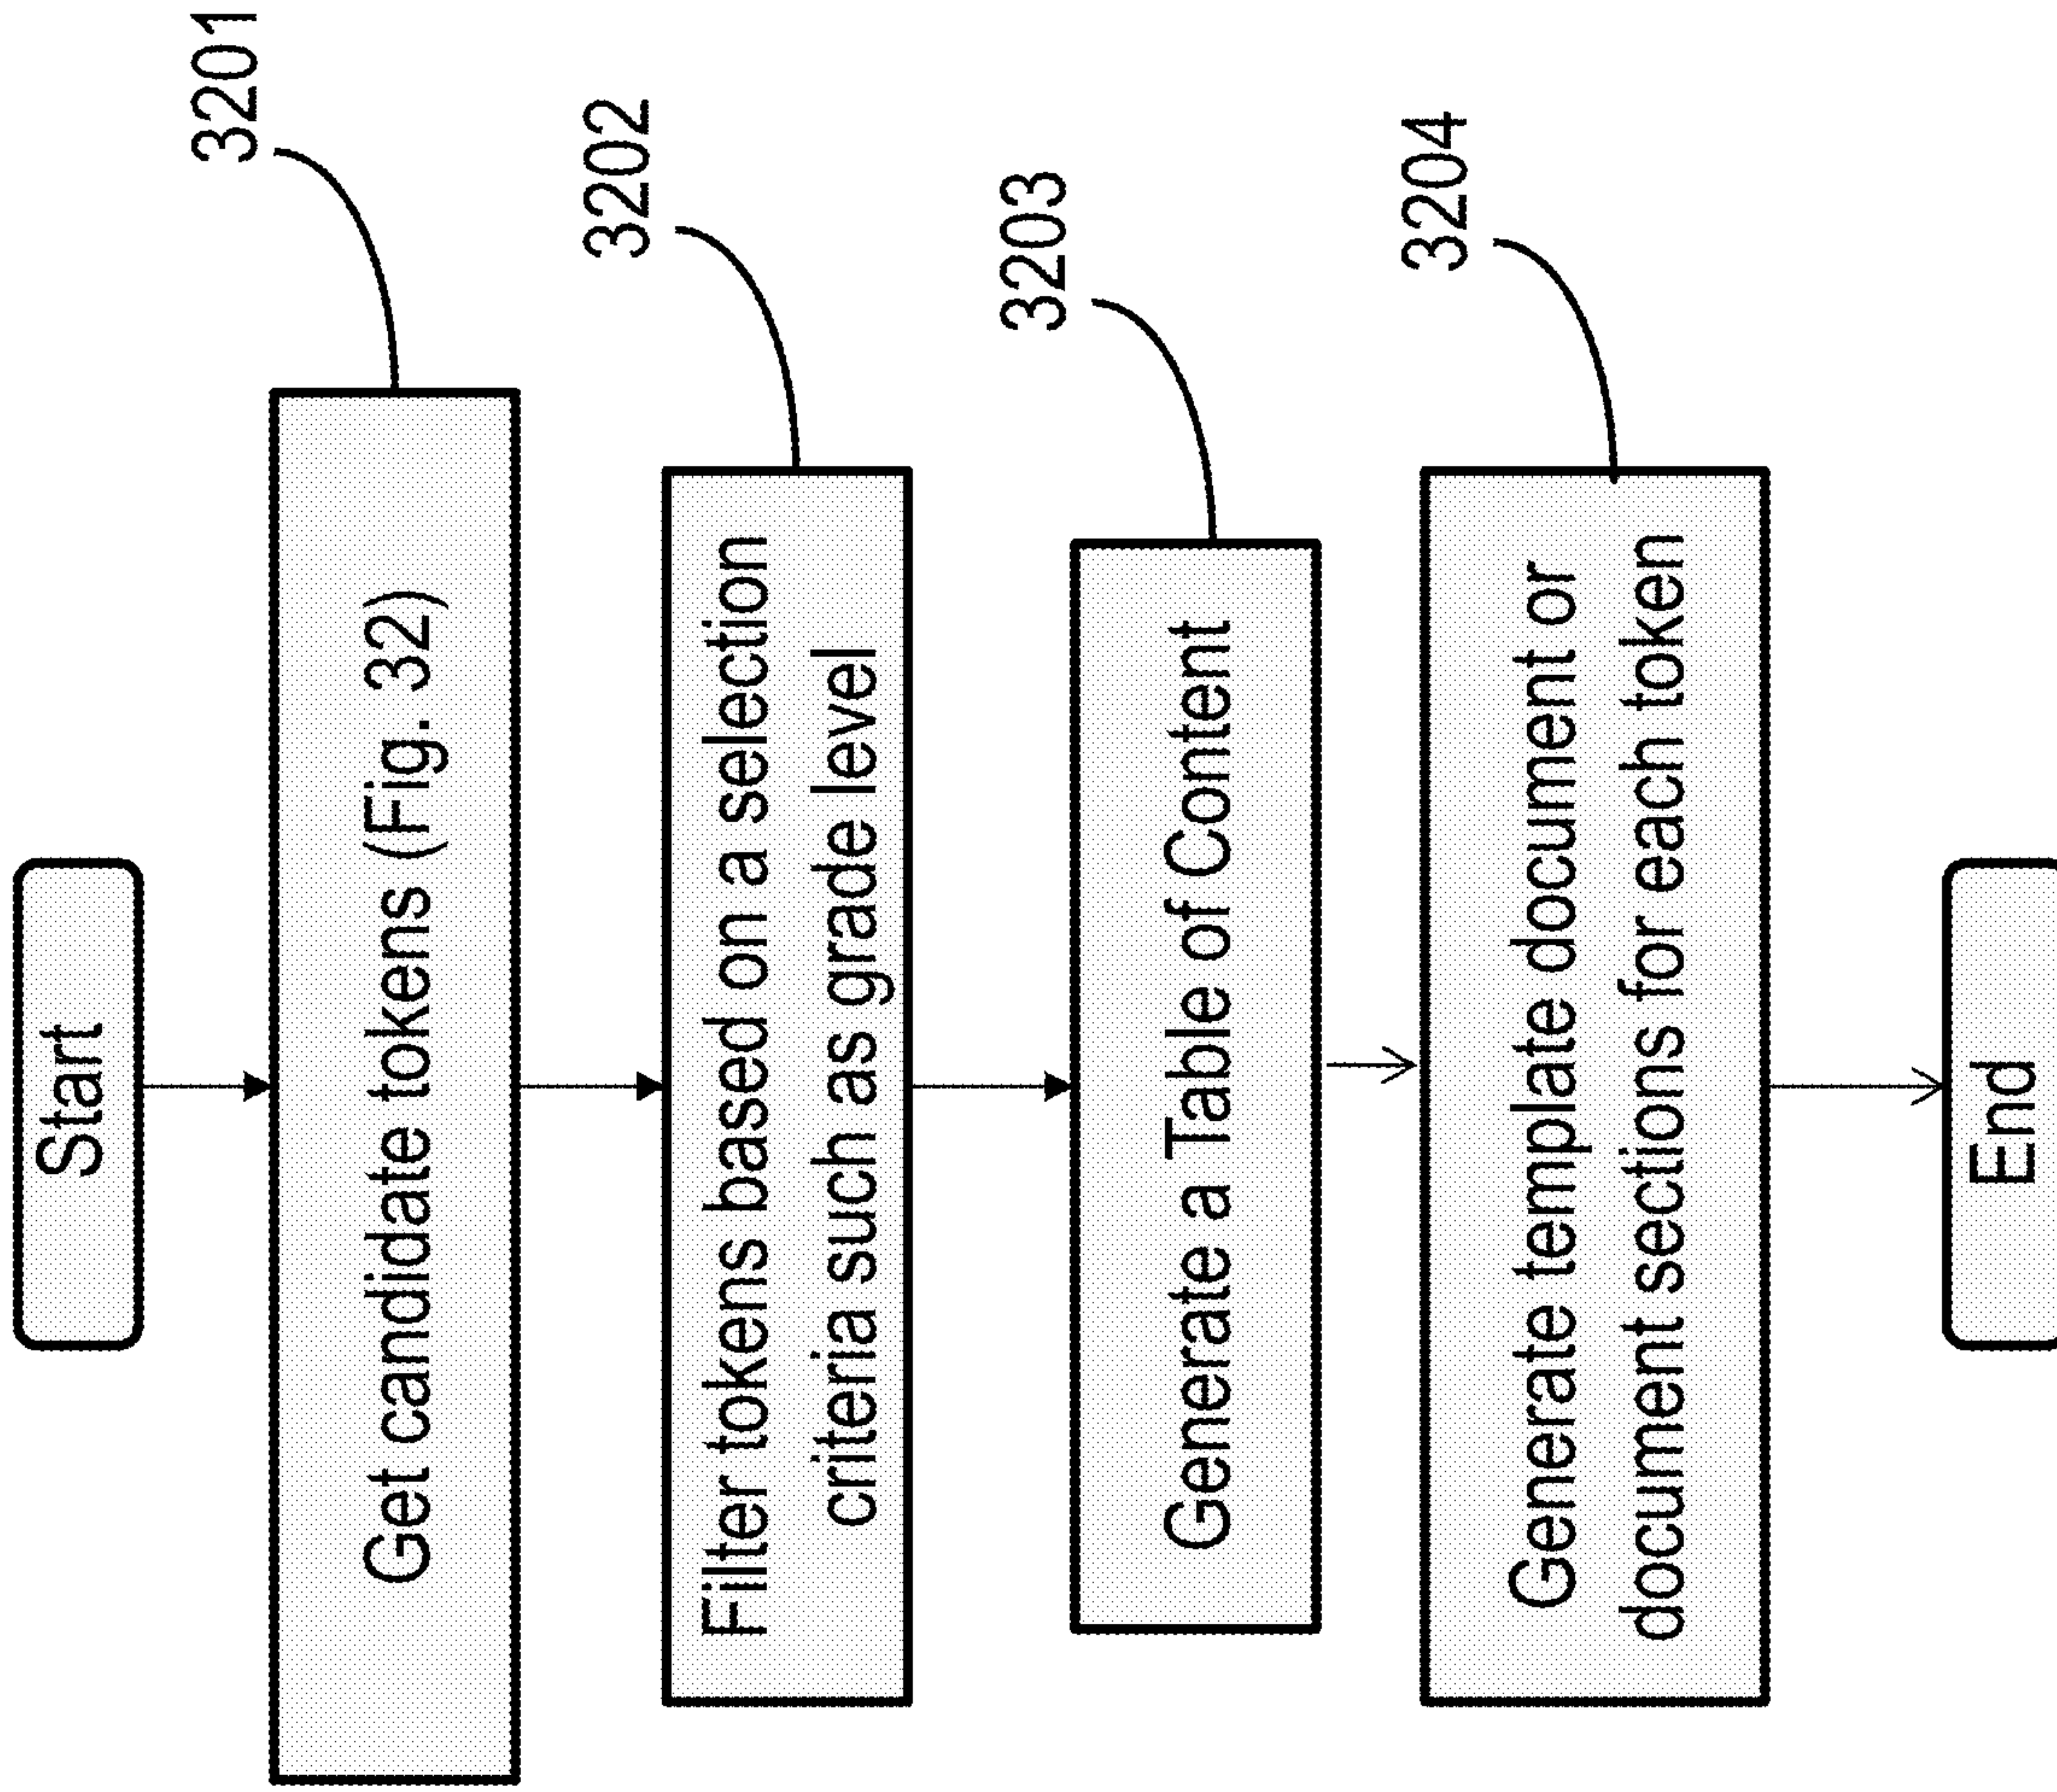 Start
Get candidate tokens (Fig. 32)
3201
Filter tokens based on a selection
criteria such as grade level
3202
Generate a Table of Content
3203
Generate template document or
document sections for each token
3204
End